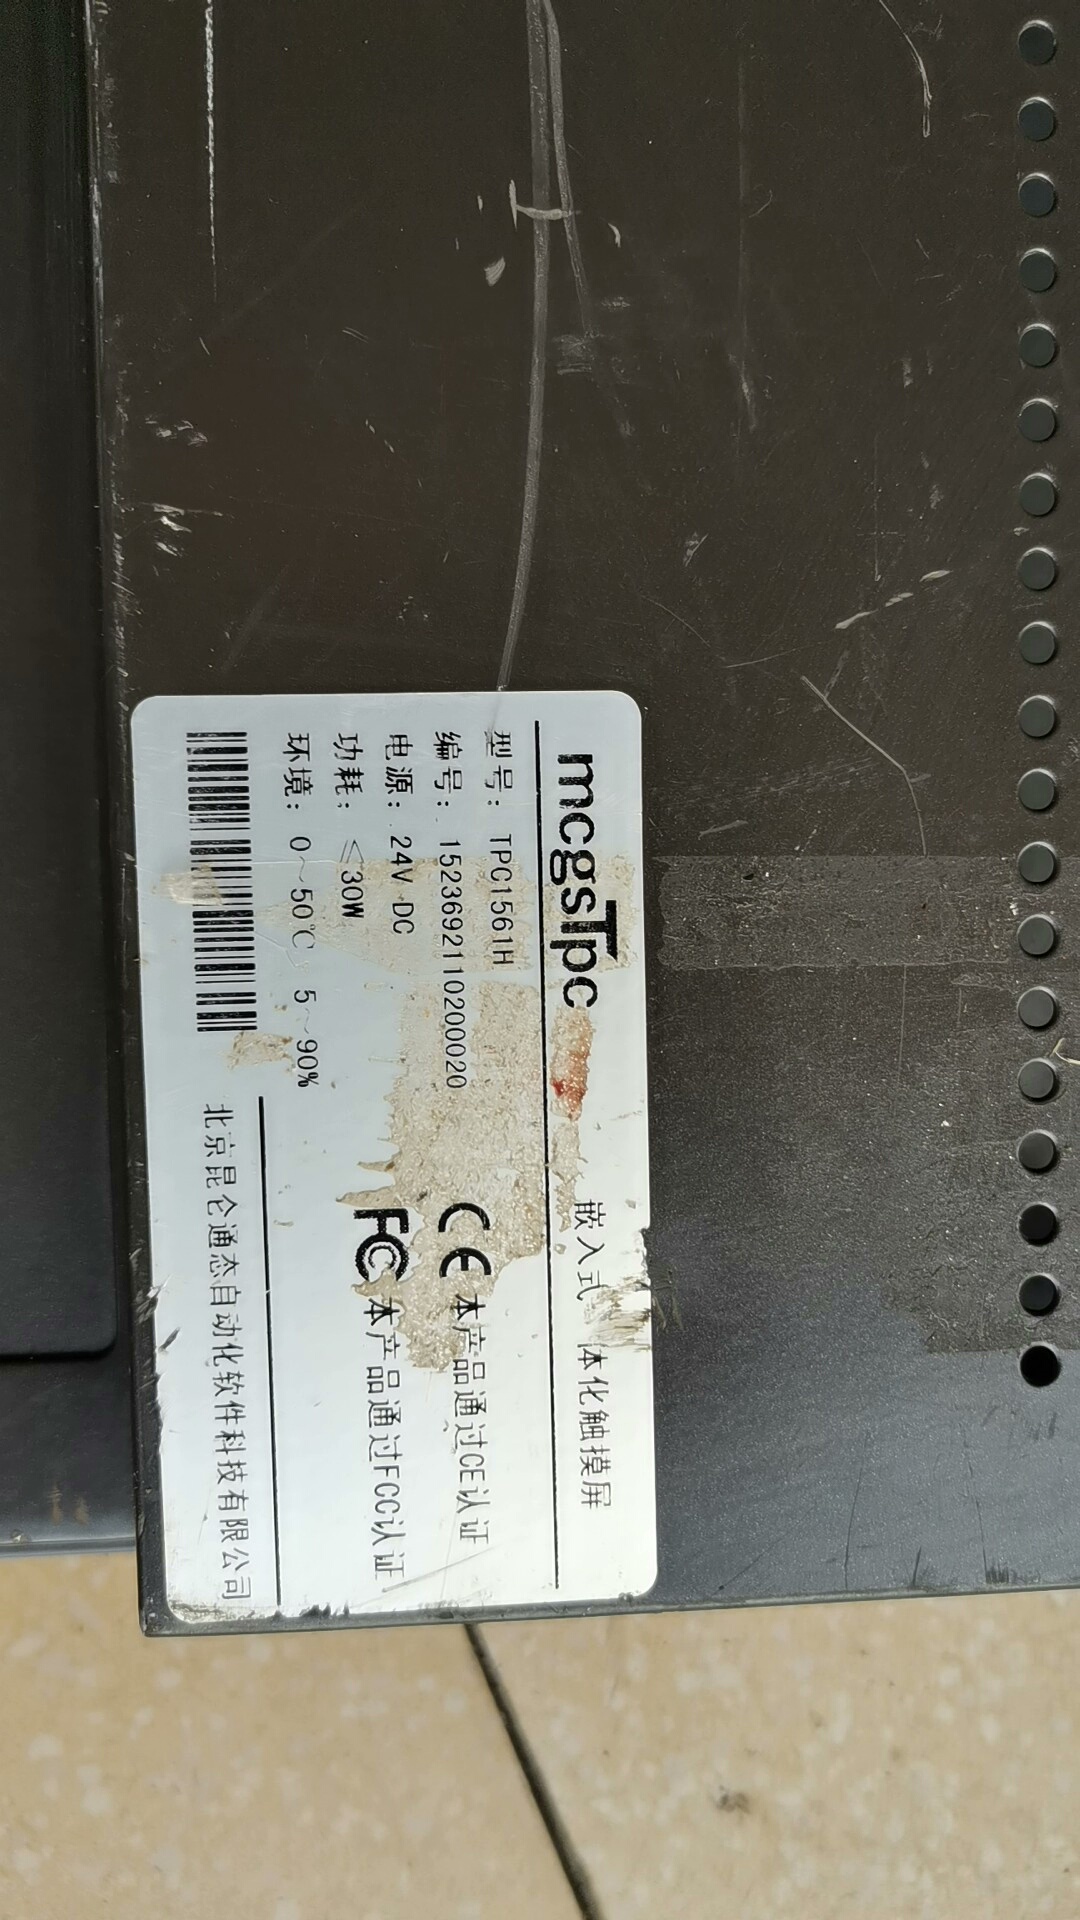 mcgsTpc 嵌入式 体化触摸屏
型号: TPC1561H
编号: 1523692110200020
电源: 24V DC
功耗: ≤30W
环境: 0～50℃ 5～90%
CE 本产品通过CE认证
FC 本产品通过FCC认证
北京昆仑通态自动化软件科技有限公司